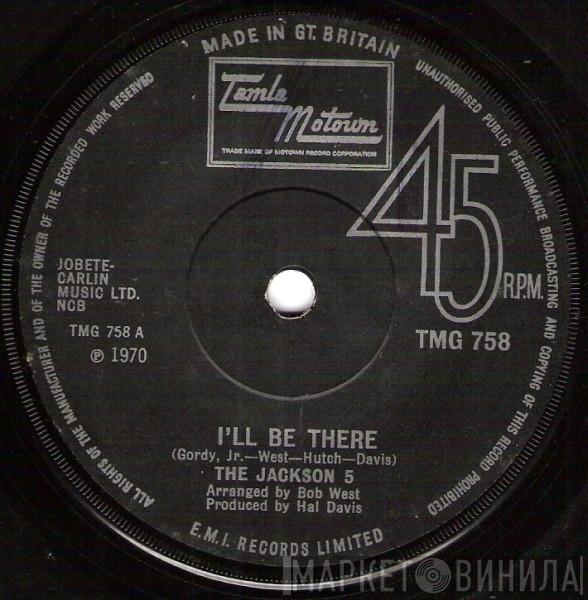 MADE IN GT. BRITAIN
UNAUTHORISED PUBLIC PERFORMANCE BROADCASTING AND COPYING OF THIS RECORD PROHIBITED
ALL RIGHTS OF THE MANUFACTURER AND OF THE OWNER OF THE RECORDED WORK RESERVED
Tamla
Motown
TRADE MARK OF MOTOWN RECORD CORPORATION
45
R.P.M.
TMG 758
JOBETE-
CARLIN
MUSIC LTD.
NCB
TMG 758 A
℗ 1970
I'LL BE THERE
(Gordy, Jr.—West—Hutch—Davis)
THE JACKSON 5
Arranged by Bob West
Produced by Hal Davis
E.M.I. RECORDS LIMITED
МАРКЕТ ВИНИЛА